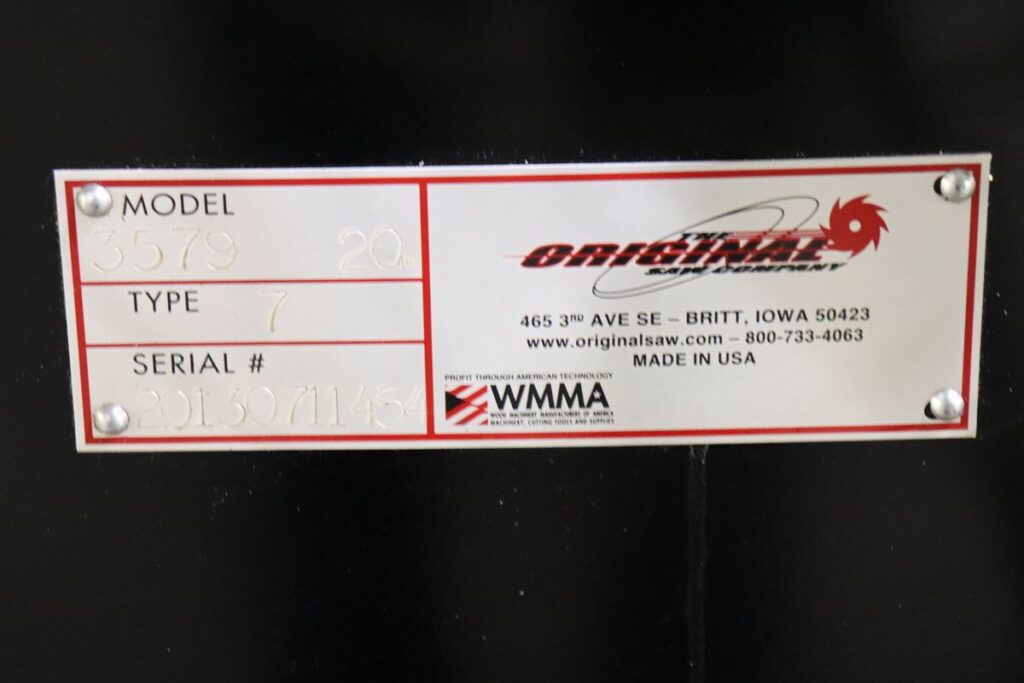 MODEL
3579 20
TYPE 7
SERIAL #
20130711454
THE
ORIGINAL
SAW COMPANY
465 3RD AVE SE – BRITT, IOWA 50423
www.originalsaw.com – 800-733-4063
MADE IN USA
PROFIT THROUGH AMERICAN TECHNOLOGY
WMMA
WOOD MACHINERY MANUFACTURERS OF AMERICA
MACHINERY, CUTTING TOOLS AND SUPPLIES